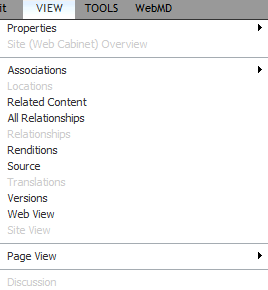 it VIEW TOOLS WebMD
Properties
Site (Web Cabinet) Overview
Associations
Locations
Related Content
All Relationships
Relationships
Renditions
Source
Translations
Versions
Web View
Site View
Page View
Discussion